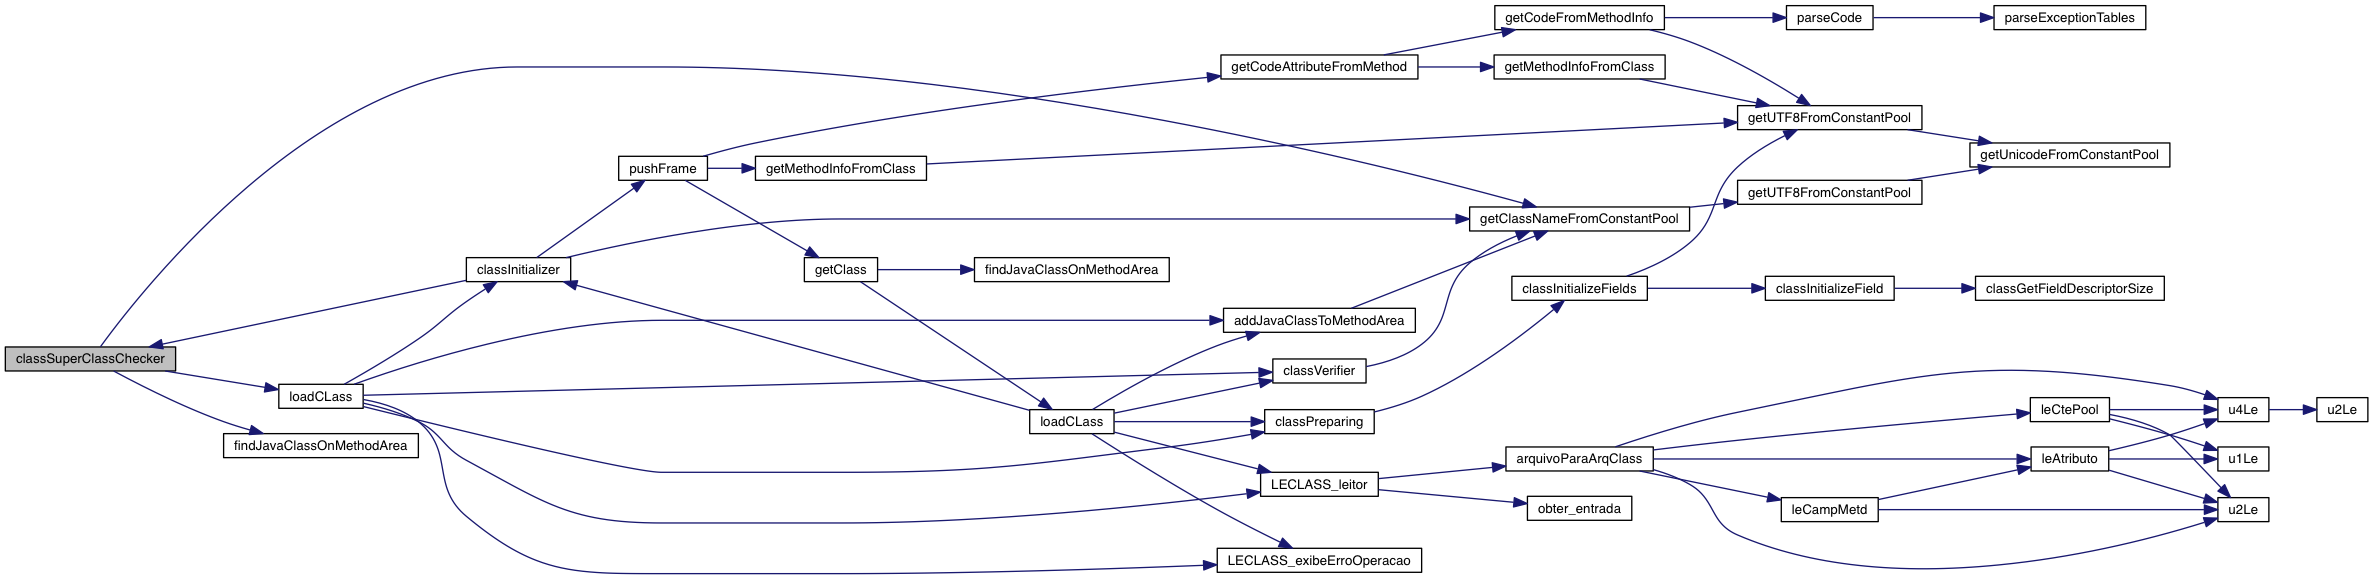 getCodeFromMethodInfo
parseCode
parseExceptionTables
getCodeAttributeFromMethod
getMethodInfoFromClass
getUTF8FromConstantPool
getUnicodeFromConstantPool
pushFrame
getMethodInfoFromClass
getUTF8FromConstantPool
getClassNameFromConstantPool
classInitializer
getClass
findJavaClassOnMethodArea
classInitializeFields
classInitializeField
classGetFieldDescriptorSize
addJavaClassToMethodArea
classSuperClassChecker
classVerifier
loadCLass
findJavaClassOnMethodArea
loadCLass
classPreparing
leCtePool
u4Le
u2Le
arquivoParaArqClass
leAtributo
u1Le
LECLASS_leitor
obter_entrada
leCampMetd
u2Le
LECLASS_exibeErroOperacao